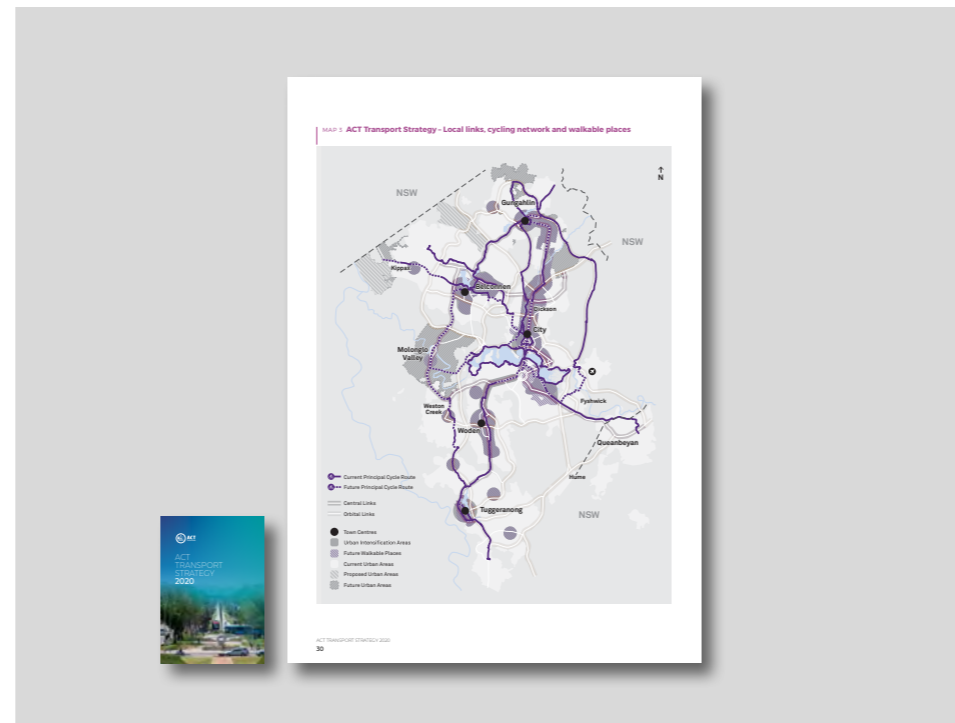 MAP 3 ACT Transport Strategy - Local links, cycling network and walkable places
N
NSW
Gungahlin
NSW
Kippax
Belconnen
Dickson
City
Molonglo
Valley
Weston
Creek
Fyshwick
Woden
Queanbeyan
Hume
Tuggeranong
NSW
Current Principal Cycle Route
Future Principal Cycle Route
Central Links
Orbital Links
Town Centres
Urban Intensification Areas
Future Walkable Places
Current Urban Areas
Proposed Urban Areas
Future Urban Areas
ACT TRANSPORT STRATEGY 2020
30
ACT
ACT
TRANSPORT
STRATEGY
2020